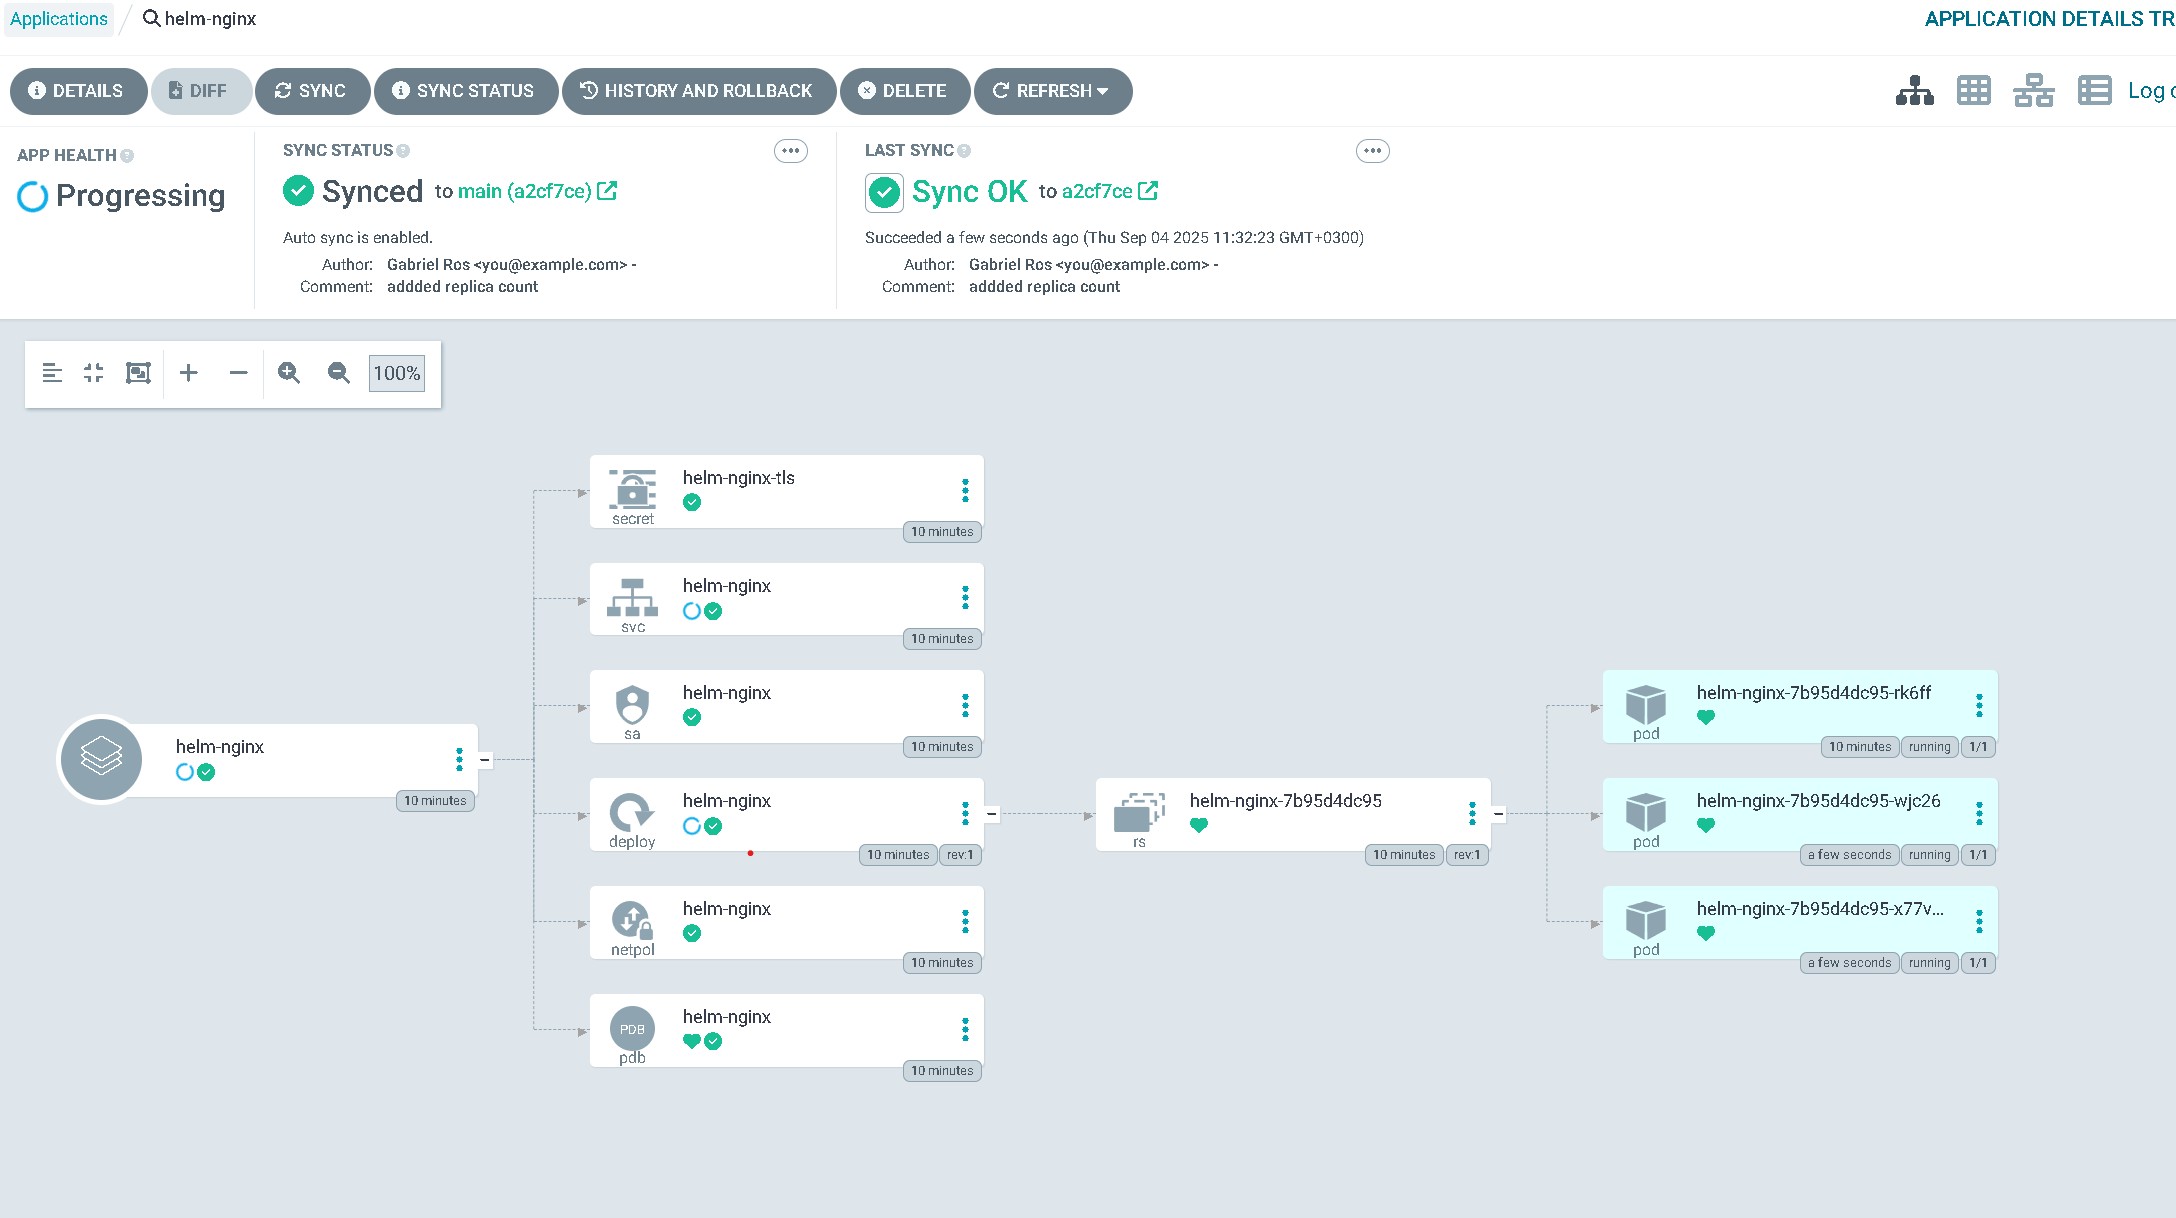 Applications
helm-nginx
APPLICATION DETAILS TR
DETAILS
DIFF
SYNC
SYNC STATUS
HISTORY AND ROLLBACK
DELETE
REFRESH
Log
APP HEALTH
Progressing
SYNC STATUS
Synced to main (a2cf7ce)
Auto sync is enabled.
Author: Gabriel Ros <you@example.com> -
Comment: addded replica count
LAST SYNC
Sync OK to a2cf7ce
Succeeded a few seconds ago (Thu Sep 04 2025 11:32:23 GMT+0300)
Author: Gabriel Ros <you@example.com> -
Comment: addded replica count
100%
helm-nginx
10 minutes
helm-nginx-tls
secret
10 minutes
helm-nginx
svc
10 minutes
helm-nginx
sa
10 minutes
helm-nginx
deploy
10 minutes rev:1
helm-nginx
netpol
10 minutes
helm-nginx
PDB
pdb
10 minutes
helm-nginx-7b95d4dc95
rs
10 minutes rev:1
helm-nginx-7b95d4dc95-rk6ff
pod
10 minutes running 1/1
helm-nginx-7b95d4dc95-wjc26
pod
a few seconds running 1/1
helm-nginx-7b95d4dc95-x77v...
pod
a few seconds running 1/1